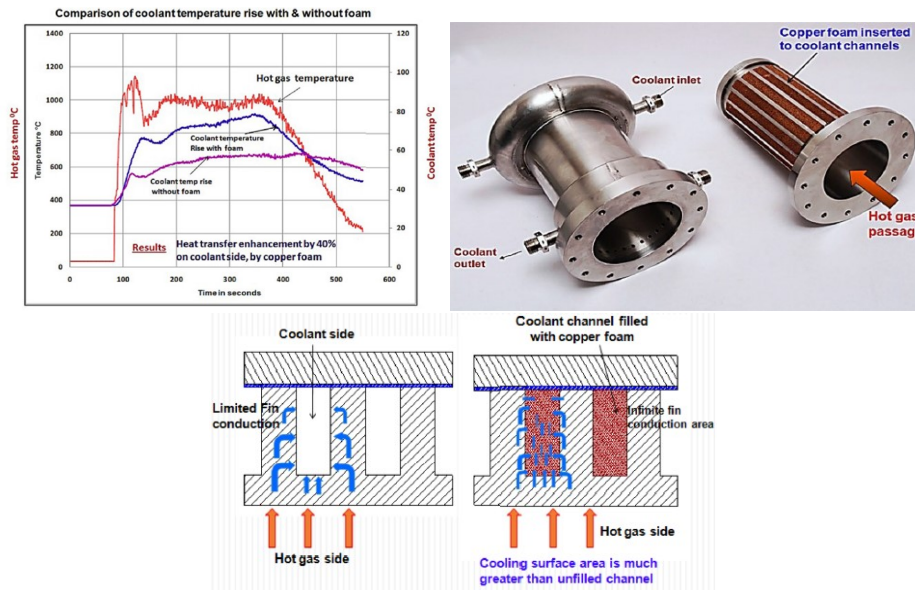 Comparison of coolant temperature rise with & without foam
1400
1200
1000
800
600
400
200
0
120
100
80
60
40
20
0
0
100
200
300
400
500
600
Hot gas temp ⁰C
Temperature ⁰C
Coolant temp ⁰C
Hot gas temperature
Coolant temperature
Rise with foam
Coolant temp rise
without foam
Results
Heat transfer enhancement by 40%
on coolant side, by copper foam
Time in seconds
Copper foam inserted
to coolant channels
Coolant inlet
Coolant
outlet
Hot gas
passag
Coolant side
Limited Fin
conduction
Hot gas side
Coolant channel filled
with copper foam
Infinite fin
conduction area
Hot gas side
Cooling surface area is much
greater than unfilled channel